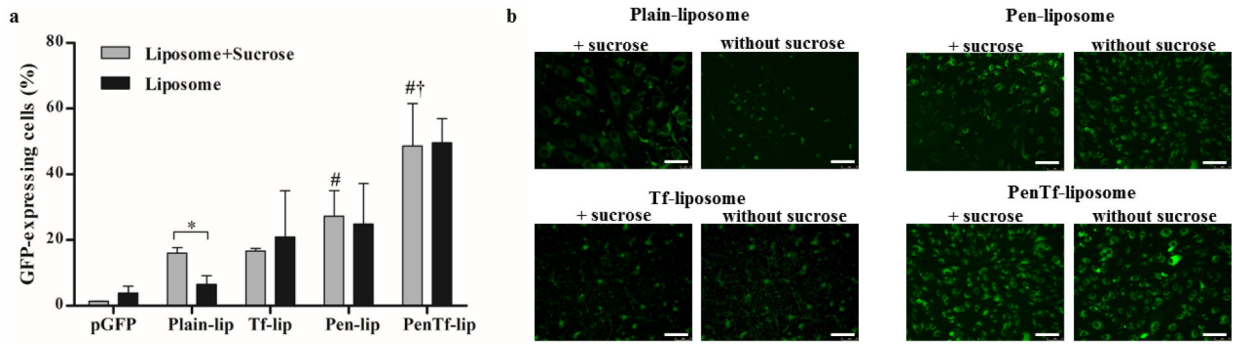 a
GFP-expressing cells (%)
80
60
40
20
0
Liposome+Sucrose
Liposome
*
#
#†
pGFP Plain-lip Tf-lip Pen-lip PenTf-lip
b
Plain-liposome
+ sucrose without sucrose
Pen-liposome
+ sucrose without sucrose
Tf-liposome
+ sucrose without sucrose
PenTf-liposome
+ sucrose without sucrose